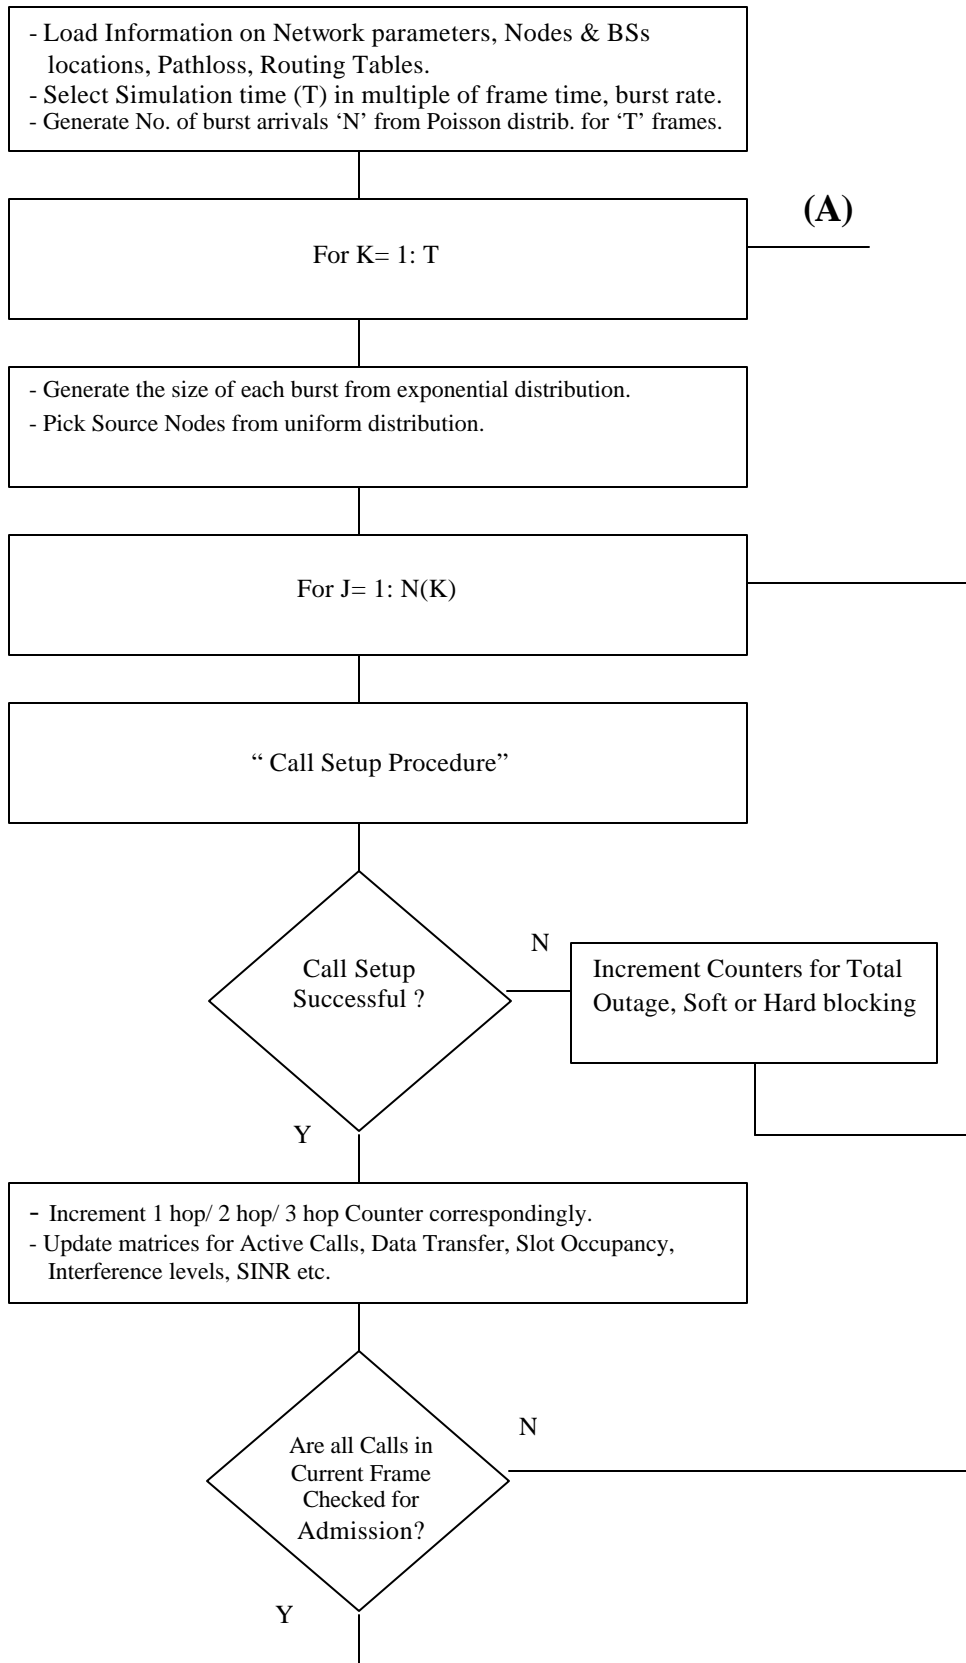 - Load Information on Network parameters, Nodes & BSs
locations, Pathloss, Routing Tables.
- Select Simulation time (T) in multiple of frame time, burst rate.
- Generate No. of burst arrivals ‘N’ from Poisson distrib. for ‘T’ frames.
(A)
For K= 1: T
- Generate the size of each burst from exponential distribution.
- Pick Source Nodes from uniform distribution.
For J= 1: N(K)
“ Call Setup Procedure”
Call Setup
Successful ?
N
Increment Counters for Total
Outage, Soft or Hard blocking
Y
- Increment 1 hop/ 2 hop/ 3 hop Counter correspondingly.
- Update matrices for Active Calls, Data Transfer, Slot Occupancy,
Interference levels, SINR etc.
Are all Calls in
Current Frame
Checked for
Admission?
N
Y